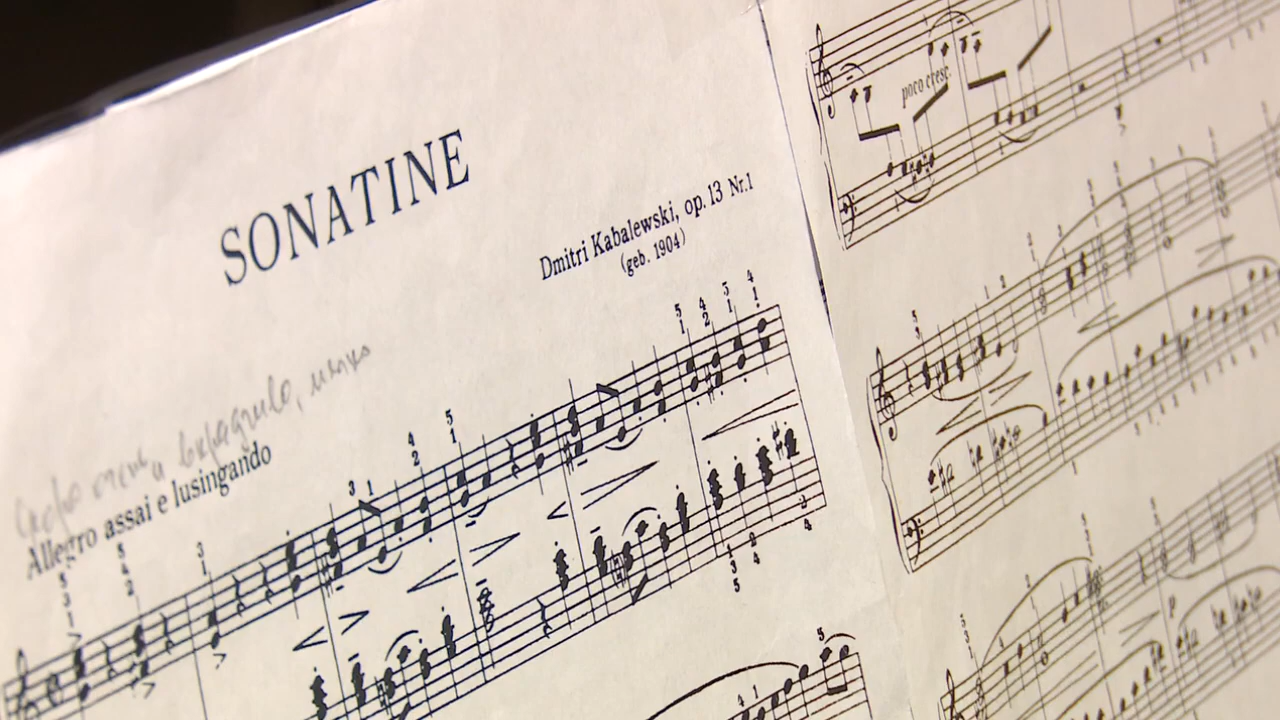 SONATINE
Dmitri Kabalewski, op. 13 Nr. 1
(geb. 1904)
Allegro assai e lusingando
poco cresc.